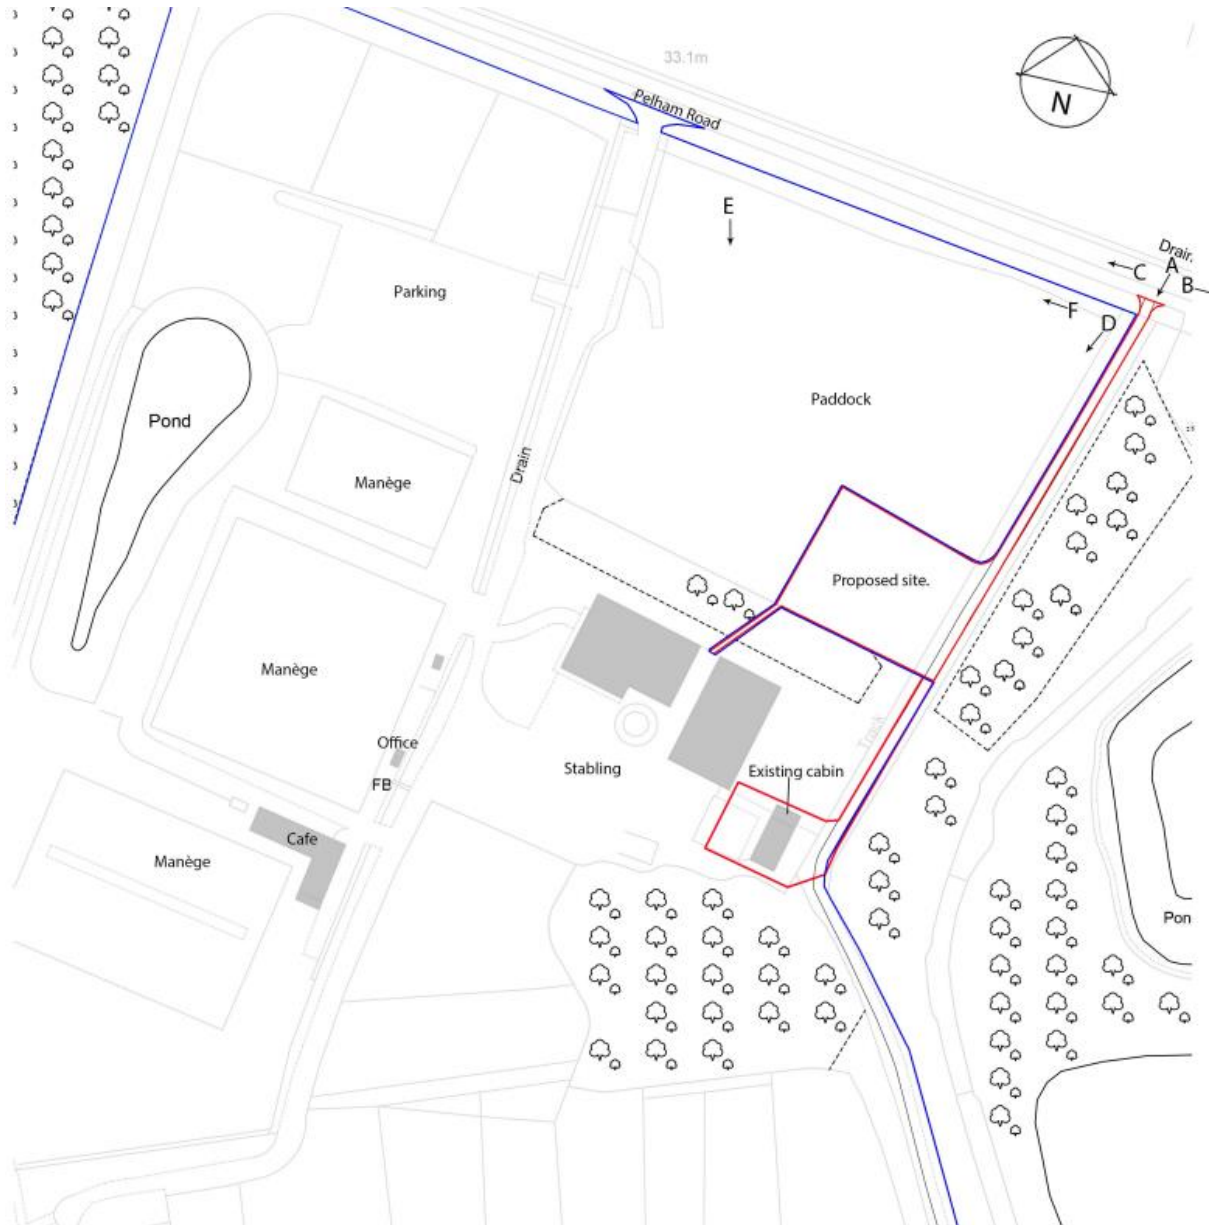 33.1m
Pelham Road
N
E
Drair.
C
A
B
F
D
Parking
Paddock
Pond
Drain
Manège
Proposed site.
Manège
Track
Office
Stabling
Existing cabin
FB
Cafe
Manège
Pon